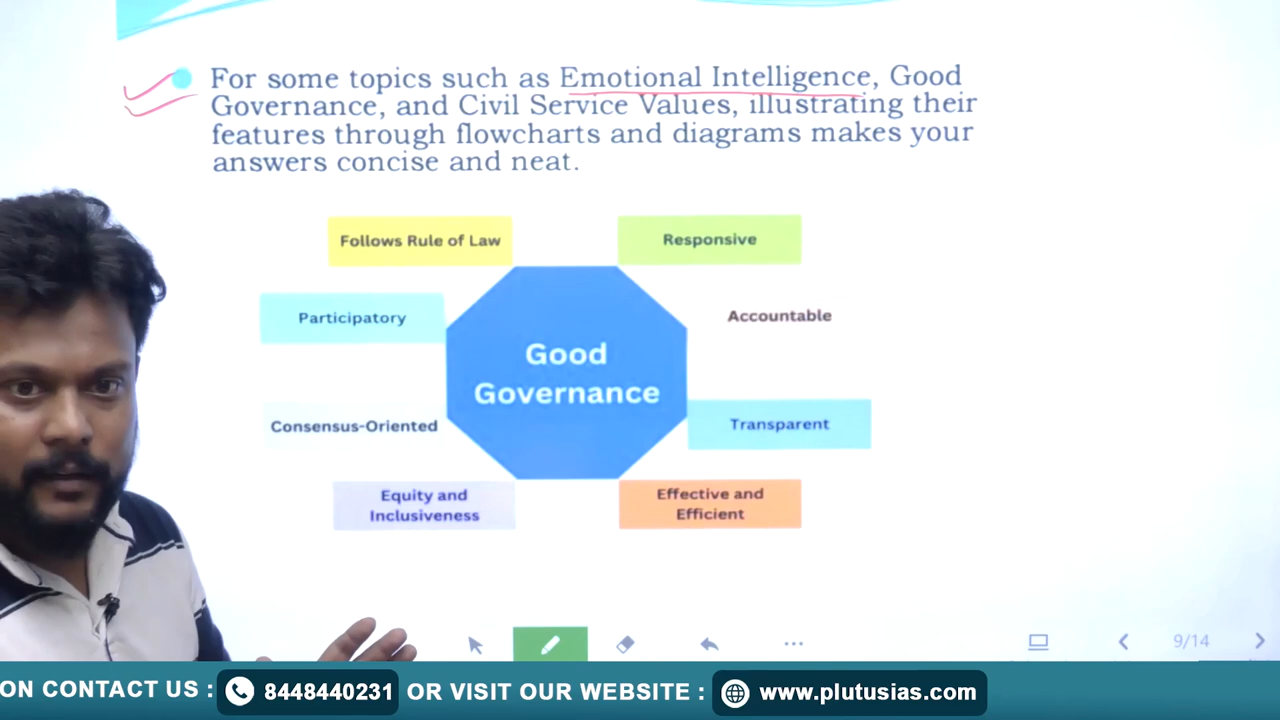 For some topics such as Emotional Intelligence, Good
Governance, and Civil Service Values, illustrating their
features through flowcharts and diagrams makes your
answers concise and neat.
Follows Rule of Law
Responsive
Participatory
Accountable
Good
Governance
Consensus-Oriented
Transparent
Equity and
Inclusiveness
Effective and
Efficient
9/14
ON CONTACT US : 8448440231 OR VISIT OUR WEBSITE : www.plutusias.com